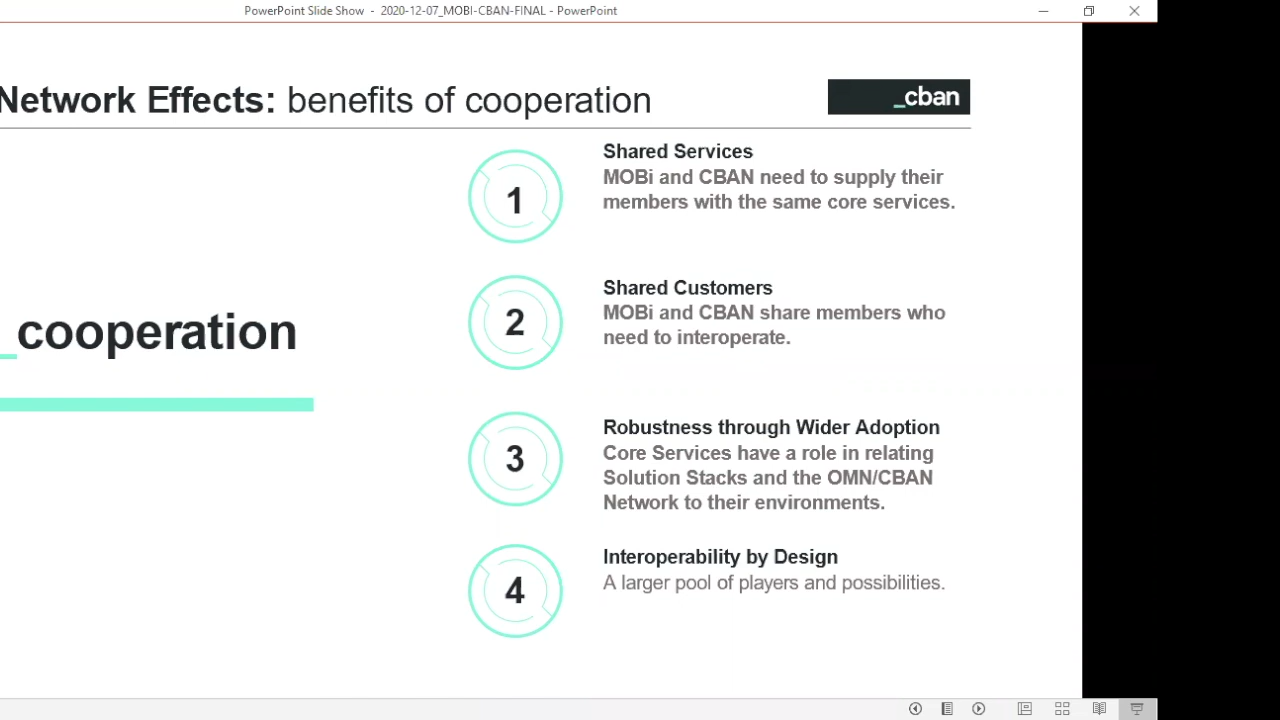 PowerPoint Slide Show - 2020-12-07_MOBI-CBAN-FINAL - PowerPoint
Network Effects: benefits of cooperation
_cban
_cooperation
1
Shared Services
MOBi and CBAN need to supply their
members with the same core services.
2
Shared Customers
MOBi and CBAN share members who
need to interoperate.
3
Robustness through Wider Adoption
Core Services have a role in relating
Solution Stacks and the OMN/CBAN
Network to their environments.
4
Interoperability by Design
A larger pool of players and possibilities.